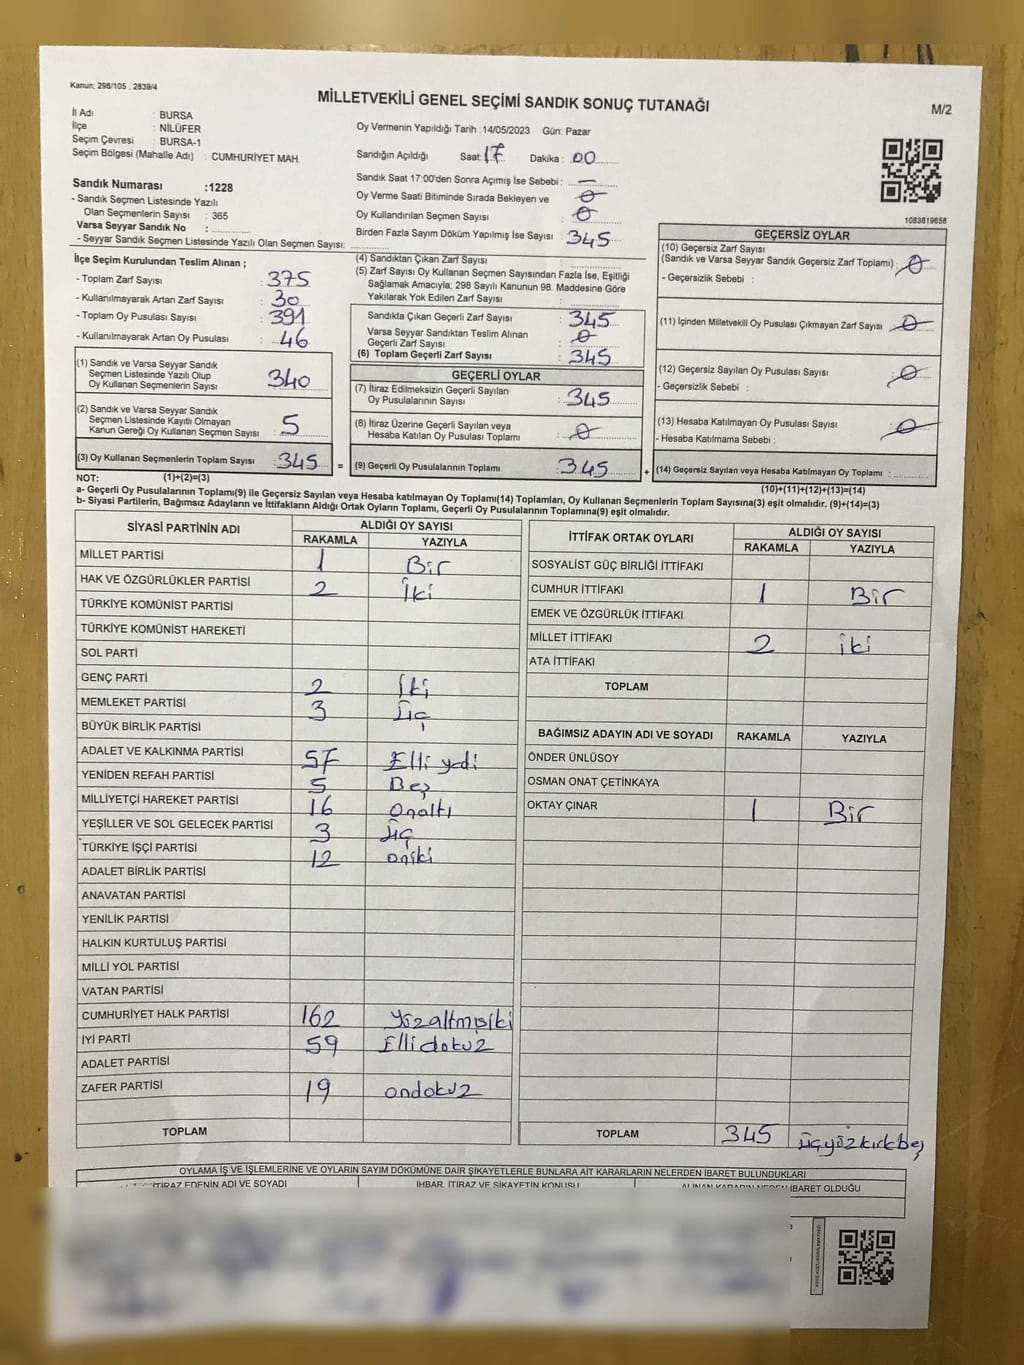 Kanun: 298/105 , 2839/4
MİLLETVEKİLİ GENEL SEÇİMİ SANDIK SONUÇ TUTANAĞI
M/2
İl Adı : BURSA
İlçe : NİLÜFER
Seçim Çevresi : BURSA-1
Seçim Bölgesi (Mahalle Adı) : CUMHURİYET MAH.
Oy Vermenin Yapıldığı Tarih :14/05/2023 Gün: Pazar
Sandığın Açıldığı Saat: 17 Dakika : 00
Sandık Saat 17:00'den Sonra Açılmış İse Sebebi : —
Oy Verme Saati Bitiminde Sırada Bekleyen ve
Oy Kullandırılan Seçmen Sayısı : 0
Birden Fazla Sayım Döküm Yapılmış İse Sayısı : 345
1083819658
Sandık Numarası :1228
- Sandık Seçmen Listesinde Yazılı
Olan Seçmenlerin Sayısı : 365
Varsa Seyyar Sandık No :
- Seyyar Sandık Seçmen Listesinde Yazılı Olan Seçmen Sayısı:
İlçe Seçim Kurulundan Teslim Alınan ;
- Toplam Zarf Sayısı : 375
- Kullanılmayarak Artan Zarf Sayısı : 30
- Toplam Oy Pusulası Sayısı : 391
- Kullanılmayarak Artan Oy Pusulası : 46
(1) Sandık ve Varsa Seyyar Sandık
Seçmen Listesinde Yazılı Olup
Oy Kullanan Seçmenlerin Sayısı : 340
(2) Sandık ve Varsa Seyyar Sandık
Seçmen Listesinde Kayıtlı Olmayan
Kanun Gereği Oy Kullanan Seçmen Sayısı : 5
(3) Oy Kullanan Seçmenlerin Toplam Sayısı : 345 =
(4) Sandıktan Çıkan Zarf Sayısı :
(5) Zarf Sayısı Oy Kullanan Seçmen Sayısından Fazla İse, Eşitliği
Sağlamak Amacıyla; 298 Sayılı Kanunun 98. Maddesine Göre
Yakılarak Yok Edilen Zarf Sayısı :
Sandıkta Çıkan Geçerli Zarf Sayısı : 345
Varsa Seyyar Sandıktan Teslim Alınan
Geçerli Zarf Sayısı : 0
(6) Toplam Geçerli Zarf Sayısı : 345
GEÇERLİ OYLAR
(7) İtiraz Edilmeksizin Geçerli Sayılan
Oy Pusulalarının Sayısı : 345
(8) İtiraz Üzerine Geçerli Sayılan veya
Hesaba Katılan Oy Pusulası Toplamı : 0
(9) Geçerli Oy Pusulalarının Toplamı : 345 +
GEÇERSİZ OYLAR
(10) Geçersiz Zarf Sayısı
(Sandık ve Varsa Seyyar Sandık Geçersiz Zarf Toplamı) : 0
- Geçersizlik Sebebi :
(11) İçinden Milletvekili Oy Pusulası Çıkmayan Zarf Sayısı : 0
(12) Geçersiz Sayılan Oy Pusulası Sayısı : 0
- Geçersizlik Sebebi :
(13) Hesaba Katılmayan Oy Pusulası Sayısı : 0
- Hesaba Katılmama Sebebi :
(14) Geçersiz Sayılan veya Hesaba Katılmayan Oy Toplamı :
NOT: (1)+(2)=(3)
(10)+(11)+(12)+(13)=(14)
a- Geçerli Oy Pusulalarının Toplamı(9) ile Geçersiz Sayılan veya Hesaba katılmayan Oy Toplamı(14) Toplamları, Oy Kullanan Seçmenlerin Toplam Sayısına(3) eşit olmalıdır. (9)+(14)=(3)
b- Siyasi Partilerin, Bağımsız Adayların ve İttifakların Aldığı Ortak Oyların Toplamı, Geçerli Oy Pusulalarının Toplamına(9) eşit olmalıdır.
SİYASİ PARTİNİN ADI ALDIĞI OY SAYISI
RAKAMLA YAZIYLA
MİLLET PARTİSİ 1 Bir
HAK VE ÖZGÜRLÜKLER PARTİSİ 2 İki
TÜRKİYE KOMÜNİST PARTİSİ
TÜRKİYE KOMÜNİST HAREKETİ
SOL PARTİ
GENÇ PARTİ 2 İki
MEMLEKET PARTİSİ 3 üç
BÜYÜK BİRLİK PARTİSİ
ADALET VE KALKINMA PARTİSİ 57 Elli yedi
YENİDEN REFAH PARTİSİ 5 Beş
MİLLİYETÇİ HAREKET PARTİSİ 16 Onaltı
YEŞİLLER VE SOL GELECEK PARTİSİ 3 üç
TÜRKİYE İŞÇİ PARTİSİ 12 oniki
ADALET BİRLİK PARTİSİ
ANAVATAN PARTİSİ
YENİLİK PARTİSİ
HALKIN KURTULUŞ PARTİSİ
MİLLİ YOL PARTİSİ
VATAN PARTİSİ
CUMHURİYET HALK PARTİSİ 162 Yüzaltmışiki
İYİ PARTİ 59 Ellidokuz
ADALET PARTİSİ
ZAFER PARTİSİ 19 ondokuz
TOPLAM
İTTİFAK ORTAK OYLARI ALDIĞI OY SAYISI
RAKAMLA YAZIYLA
SOSYALİST GÜÇ BİRLİĞİ İTTİFAKI
CUMHUR İTTİFAKI 1 Bir
EMEK VE ÖZGÜRLÜK İTTİFAKI
MİLLET İTTİFAKI 2 iki
ATA İTTİFAKI
TOPLAM
BAĞIMSIZ ADAYIN ADI VE SOYADI RAKAMLA YAZIYLA
ÖNDER ÜNLÜSOY
OSMAN ONAT ÇETİNKAYA
OKTAY ÇINAR 1 Bir
TOPLAM 345 üçyüzkırkbeş
OYLAMA İŞ VE İŞLEMLERİNE VE OYLARIN SAYIM DÖKÜMÜNE DAİR ŞİKAYETLERLE BUNLARA AİT KARARLARIN NELERDEN İBARET BULUNDUKLARI
İTİRAZ EDENİN ADI VE SOYADI İHBAR, İTİRAZ VE ŞİKAYETİN KONUSU ALINAN KARARIN NEDEN İBARET OLDUĞU